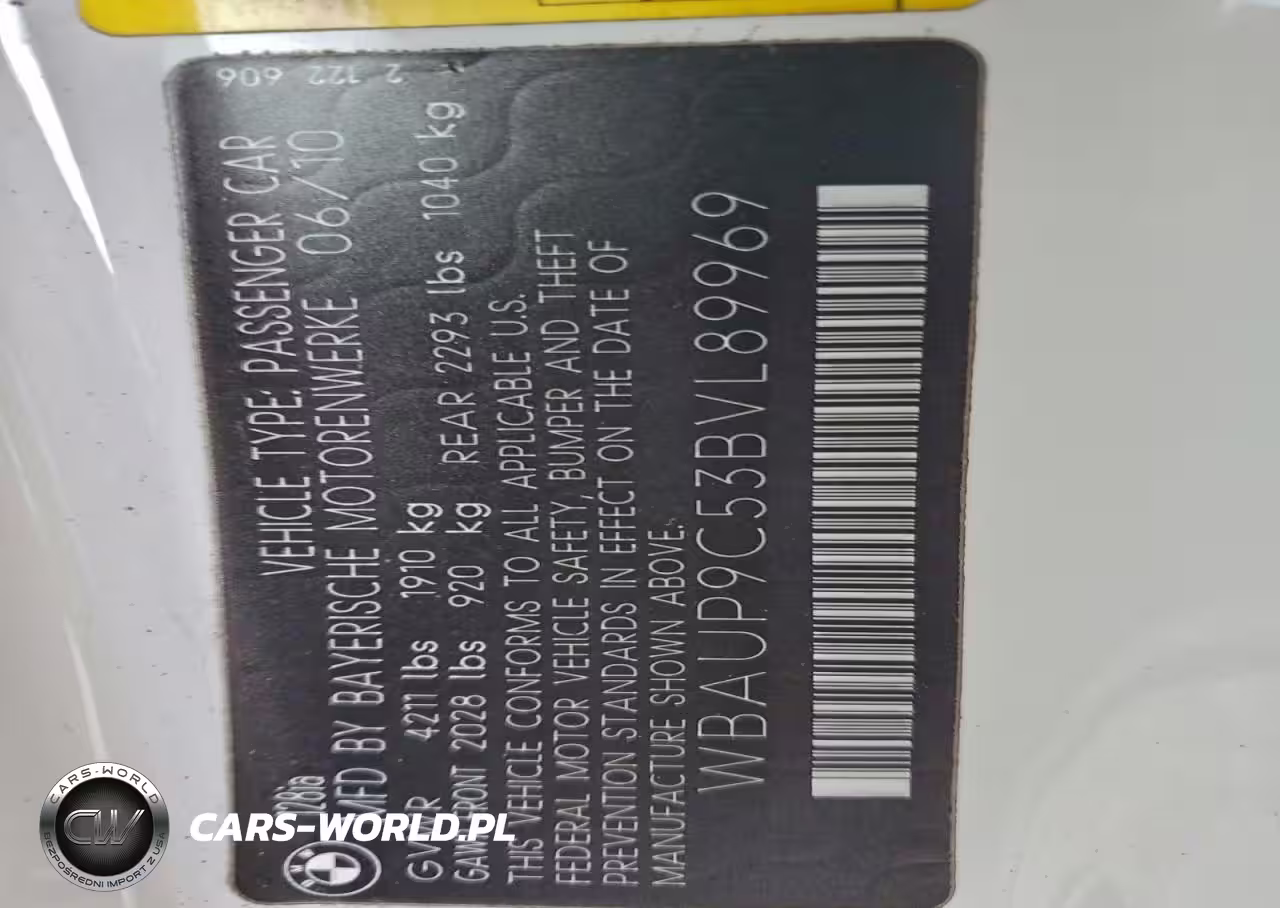 2 122 606
128ia
VEHICLE TYPE: PASSENGER CAR
MFD BY BAYERISCHE MOTORENWERKE 06/10
GVWR 4211 lbs 1910 kg
GAWR FRONT 2028 lbs 920 kg REAR 2293 lbs 1040 kg
THIS VEHICLE CONFORMS TO ALL APPLICABLE U.S.
FEDERAL MOTOR VEHICLE SAFETY, BUMPER AND THEFT
PREVENTION STANDARDS IN EFFECT ON THE DATE OF
MANUFACTURE SHOWN ABOVE.
WBAUP9C53BVL89969
CARS-WORLD
CW
BEZPOŚREDNI IMPORT Z USA
CARS-WORLD.PL